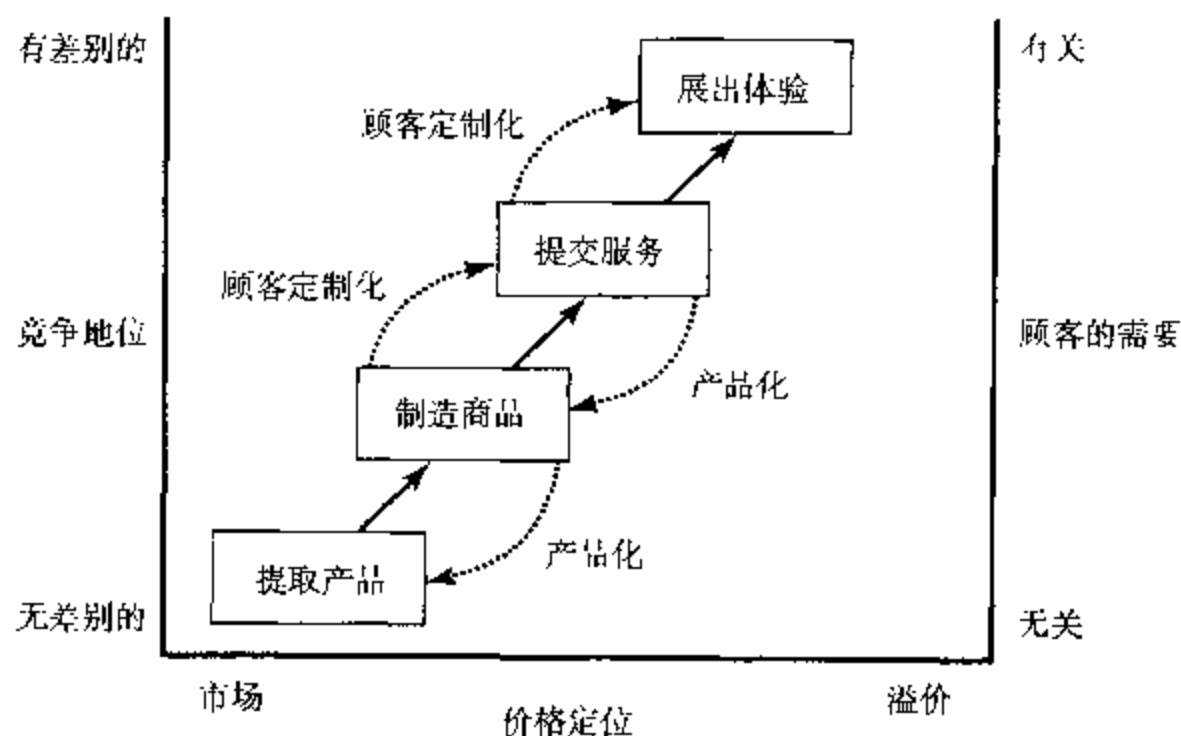 有差别的
展出体验
有关
顾客定制化
提交服务
顾客定制化
竞争地位
顾客的需要
产品化
制造商品
产品化
提取产品
无差别的
无关
市场
溢价
价格定位